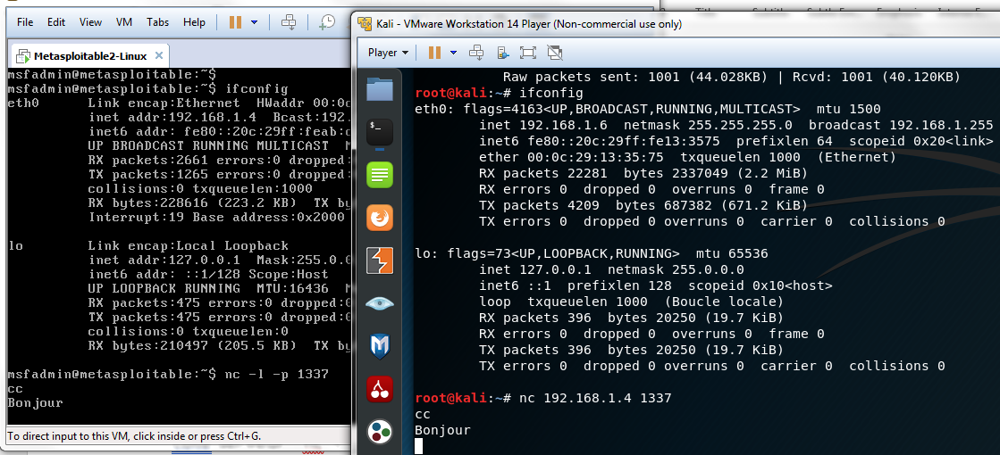 File Edit View VM Tabs Help
Metasploitable2-Linux
msfadmin@metasploitable:~$
msfadmin@metasploitable:~$ ifconfig
eth0 Link encap:Ethernet HWaddr 00:0c
inet addr:192.168.1.4 Bcast:192.
inet6 addr: fe80::20c:29ff:feab:
UP BROADCAST RUNNING MULTICAST
RX packets:2661 errors:0 dropped:
TX packets:1265 errors:0 dropped:
collisions:0 txqueuelen:1000
RX bytes:228616 (223.2 KB) TX by
Interrupt:19 Base address:0x2000
lo Link encap:Local Loopback
inet addr:127.0.0.1 Mask:255.0.0
inet6 addr: ::1/128 Scope:Host
UP LOOPBACK RUNNING MTU:16436
RX packets:475 errors:0 dropped:0
TX packets:475 errors:0 dropped:0
collisions:0 txqueuelen:0
RX bytes:210497 (205.5 KB) TX by
msfadmin@metasploitable:~$ nc -l -p 1337
cc
Bonjour
To direct input to this VM, click inside or press Ctrl+G.
Kali - VMware Workstation 14 Player (Non-commercial use only)
Player
Raw packets sent: 1001 (44.028KB) | Rcvd: 1001 (40.120KB)
root@kali:~# ifconfig
eth0: flags=4163<UP,BROADCAST,RUNNING,MULTICAST> mtu 1500
inet 192.168.1.6 netmask 255.255.255.0 broadcast 192.168.1.255
inet6 fe80::20c:29ff:fe13:3575 prefixlen 64 scopeid 0x20<link>
ether 00:0c:29:13:35:75 txqueuelen 1000 (Ethernet)
RX packets 22281 bytes 2337049 (2.2 MiB)
RX errors 0 dropped 0 overruns 0 frame 0
TX packets 4209 bytes 687382 (671.2 KiB)
TX errors 0 dropped 0 overruns 0 carrier 0 collisions 0
lo: flags=73<UP,LOOPBACK,RUNNING> mtu 65536
inet 127.0.0.1 netmask 255.0.0.0
inet6 ::1 prefixlen 128 scopeid 0x10<host>
loop txqueuelen 1000 (Boucle locale)
RX packets 396 bytes 20250 (19.7 KiB)
RX errors 0 dropped 0 overruns 0 frame 0
TX packets 396 bytes 20250 (19.7 KiB)
TX errors 0 dropped 0 overruns 0 carrier 0 collisions 0
root@kali:~# nc 192.168.1.4 1337
cc
Bonjour